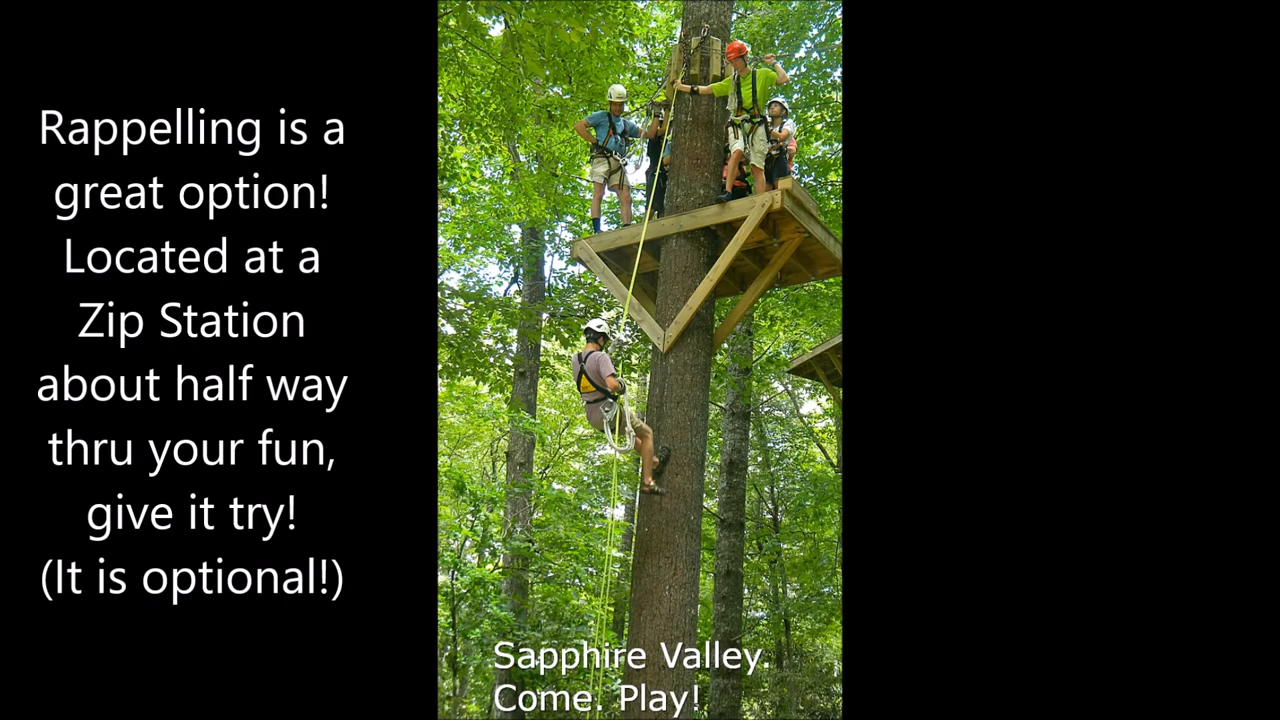 Rappelling is a
great option!
Located at a
Zip Station
about half way
thru your fun,
give it try!
(It is optional!)
Sapphire Valley.
Come. Play!